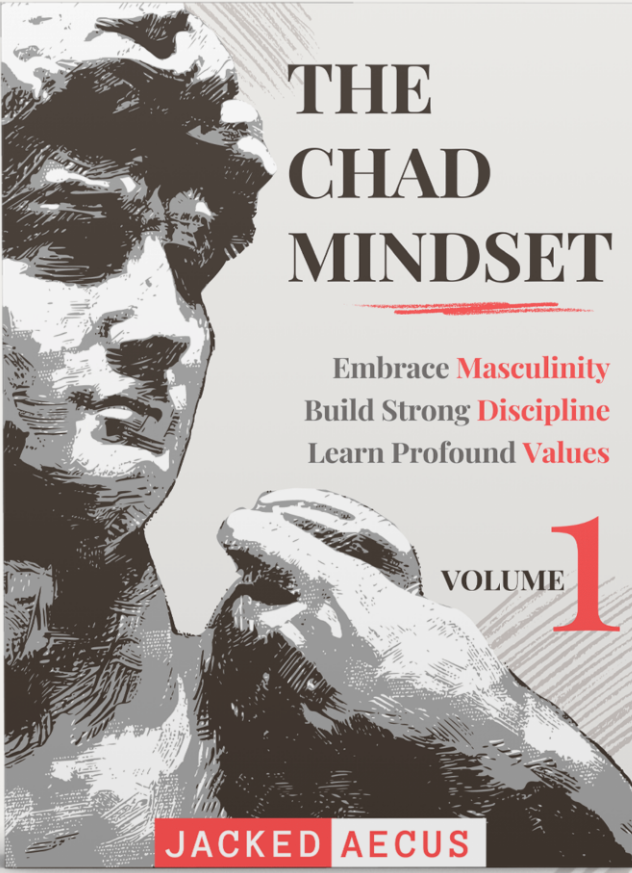 THE
CHAD
MINDSET
Embrace Masculinity
Build Strong Discipline
Learn Profound Values
VOLUME 1
JACKED AECUS